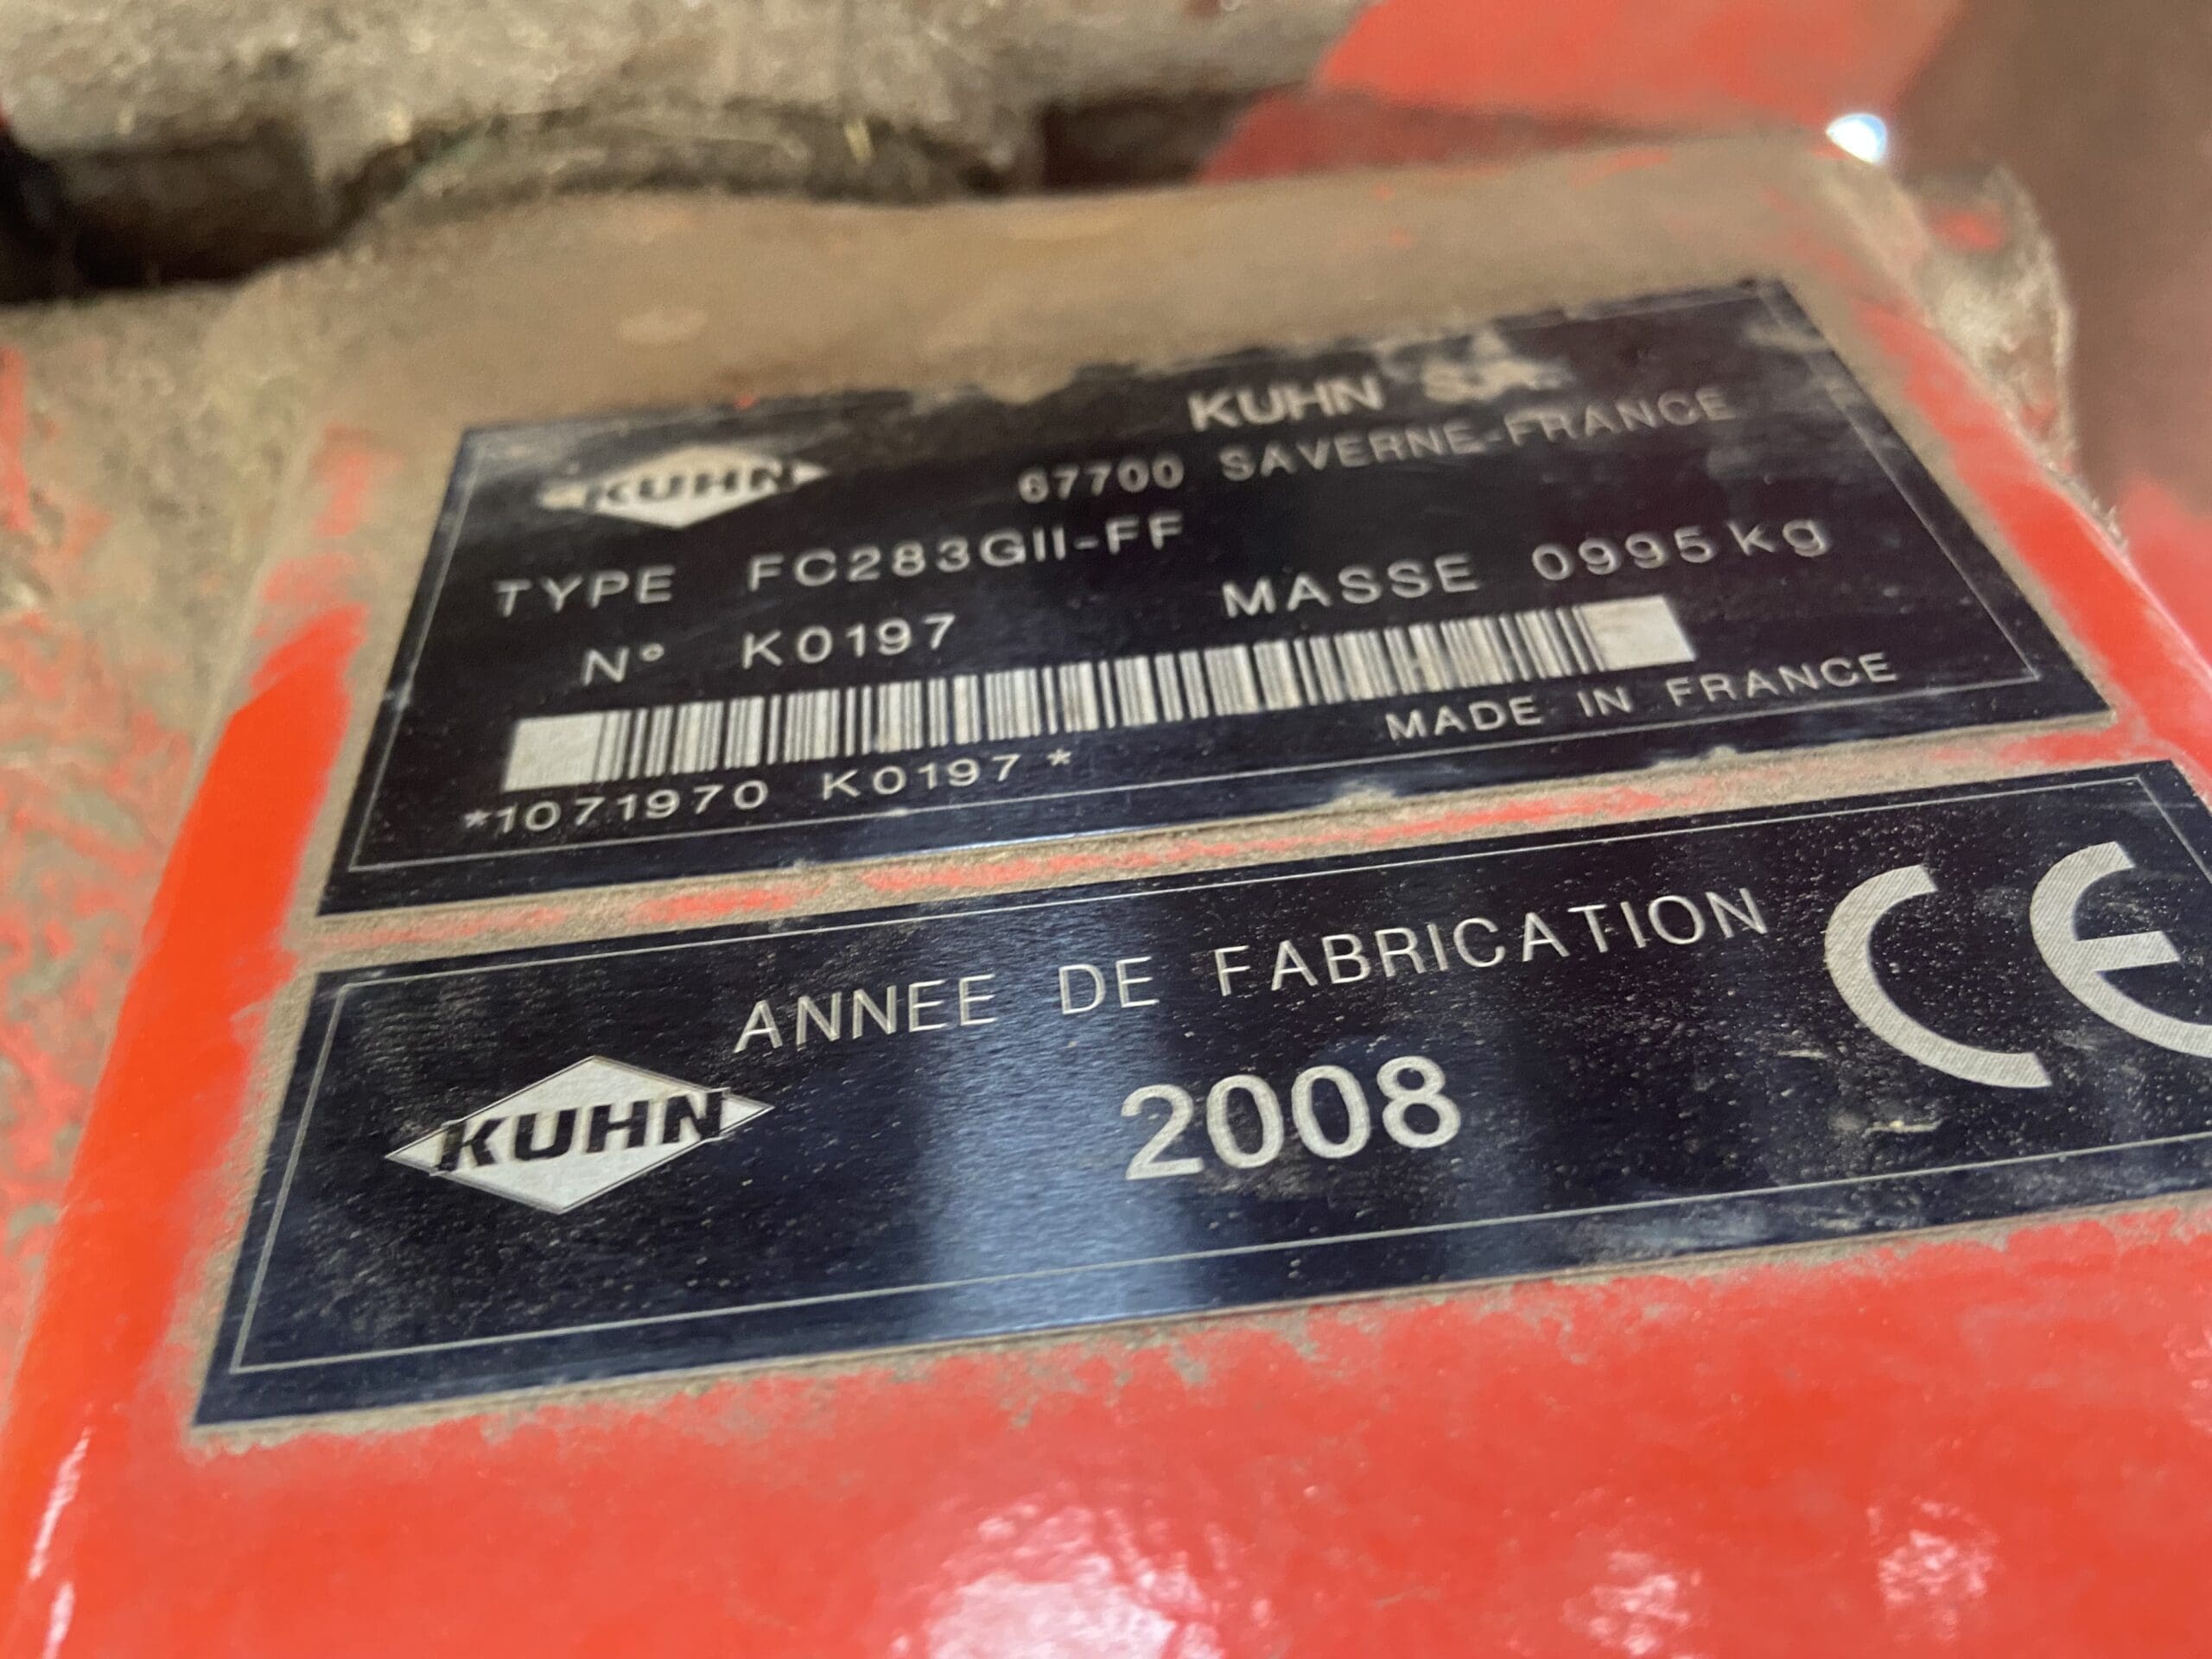 KUHN
KUHN S.A.
67700 SAVERNE-FRANCE
TYPE FC283GII-FF
N° K0197 MASSE 0995kg
*1071970 K0197*
MADE IN FRANCE
ANNEE DE FABRICATION
KUHN
2008
CE